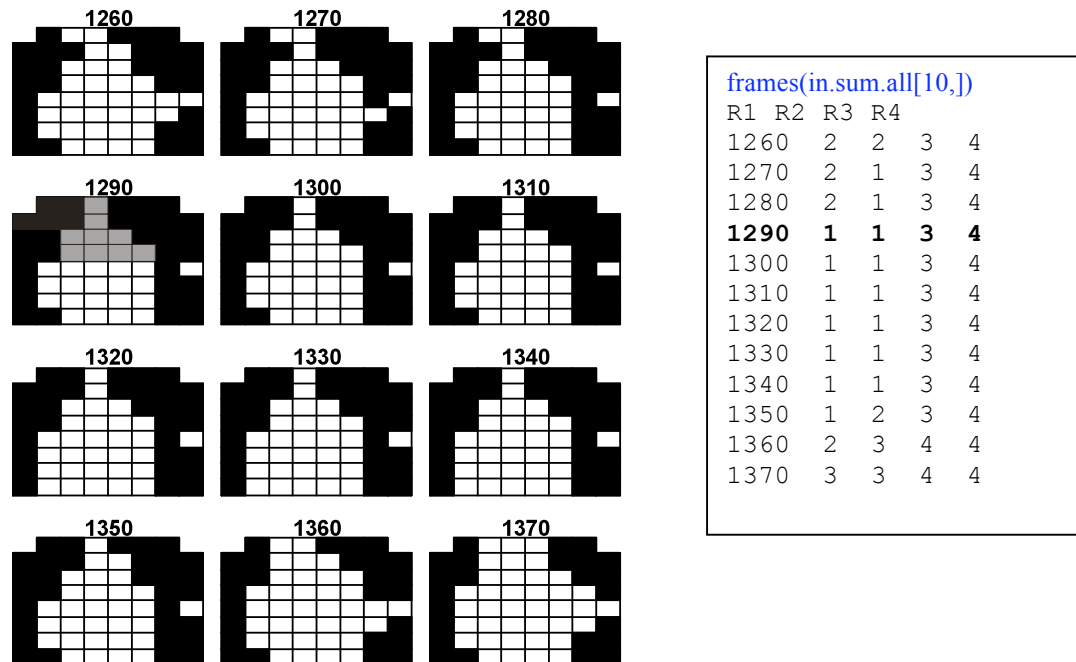 1260 1270 1280
1290 1300 1310
1320 1330 1340
1350 1360 1370
frames(in.sum.all[10,])
R1 R2 R3 R4
1260 2 2 3 4
1270 2 1 3 4
1280 2 1 3 4
1290 1 1 3 4
1300 1 1 3 4
1310 1 1 3 4
1320 1 1 3 4
1330 1 1 3 4
1340 1 1 3 4
1350 1 2 3 4
1360 2 3 4 4
1370 3 3 4 4